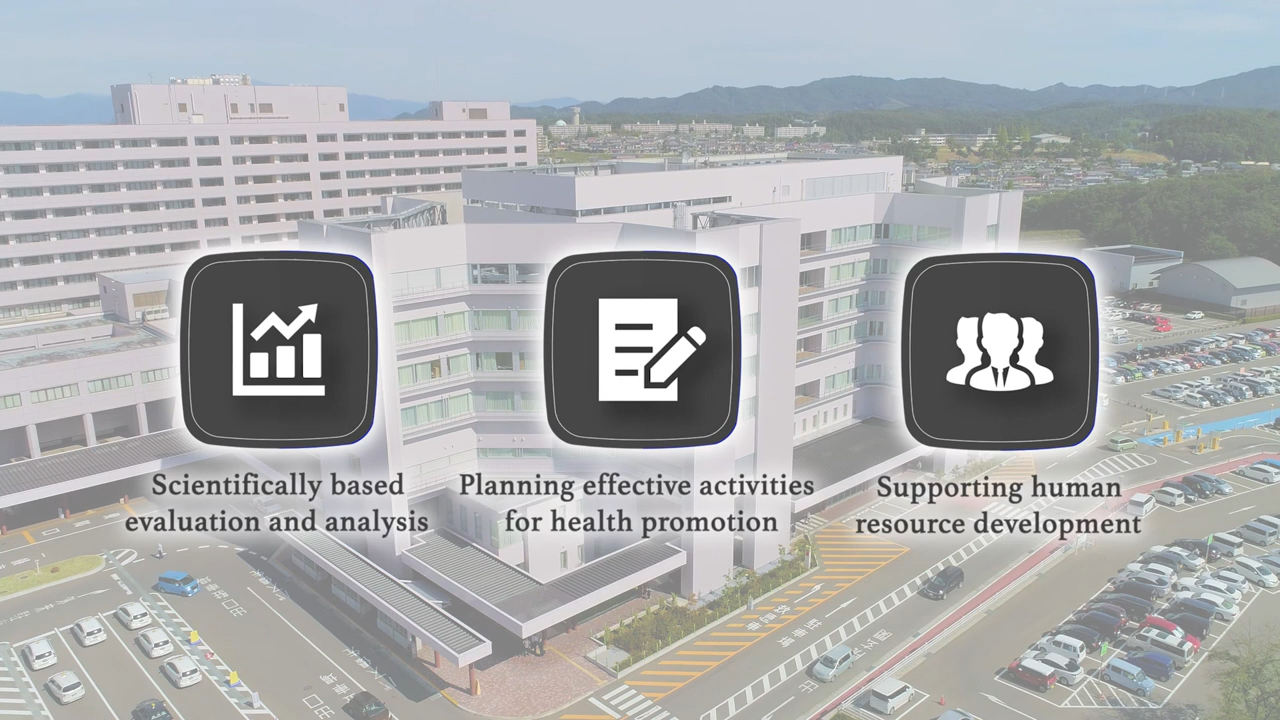 Scientifically based
evaluation and analysis
Planning effective activities
for health promotion
Supporting human
resource development